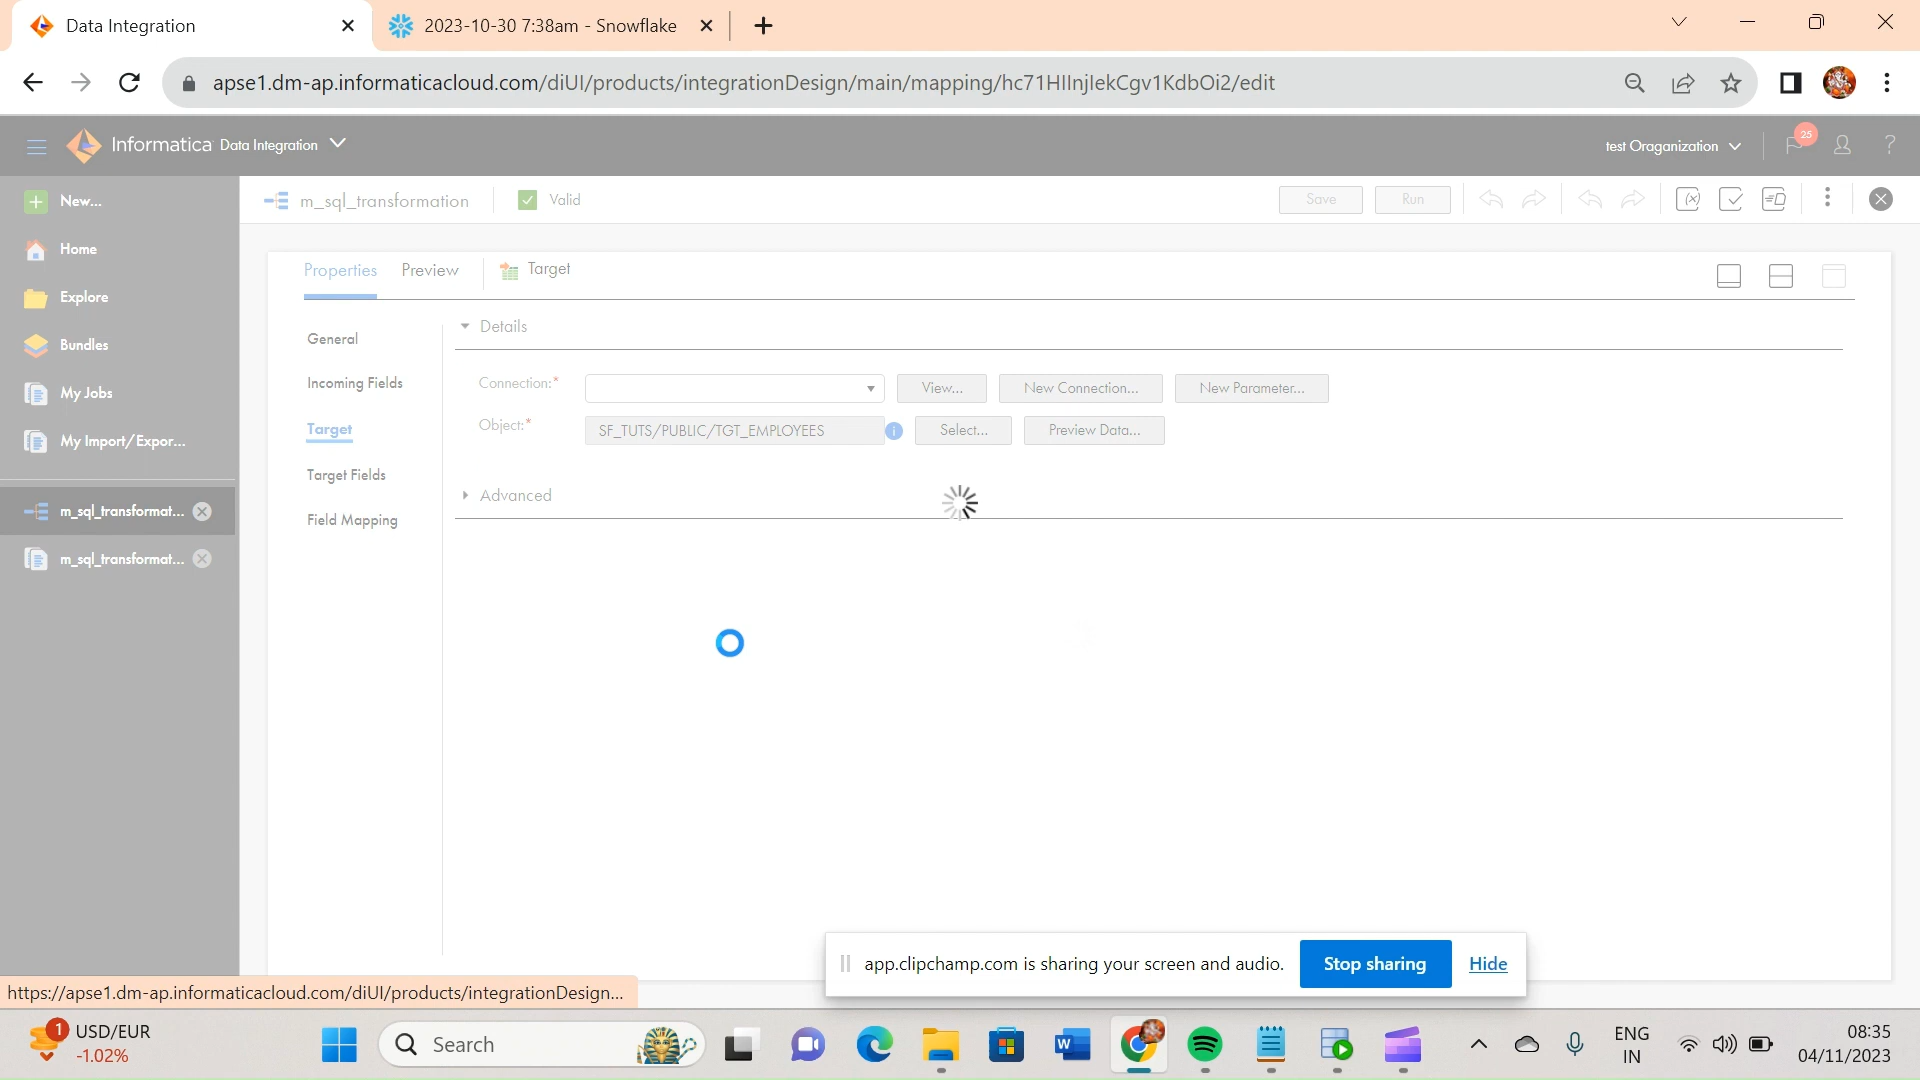 Data Integration
2023-10-30 7:38am - Snowflake
apse1.dm-ap.informaticacloud.com/diUI/products/integrationDesign/main/mapping/hc71HIInjIekCgv1KdbOi2/edit
Informatica Data Integration
test Oraganization
25
?
New...
Home
Explore
Bundles
My Jobs
My Import/Expor...
m_sql_transformat...
m_sql_transformat...
m_sql_transformation
Valid
Save
Run
Properties
Preview
Target
General
Incoming Fields
Target
Target Fields
Field Mapping
Details
Connection:*
View...
New Connection...
New Parameter...
Object:*
SF_TUTS/PUBLIC/TGT_EMPLOYEES
Select...
Preview Data...
Advanced
app.clipchamp.com is sharing your screen and audio.
Stop sharing
Hide
https://apse1.dm-ap.informaticacloud.com/diUI/products/integrationDesign...
1
USD/EUR
-1.02%
Search
ENG
IN
08:35
04/11/2023